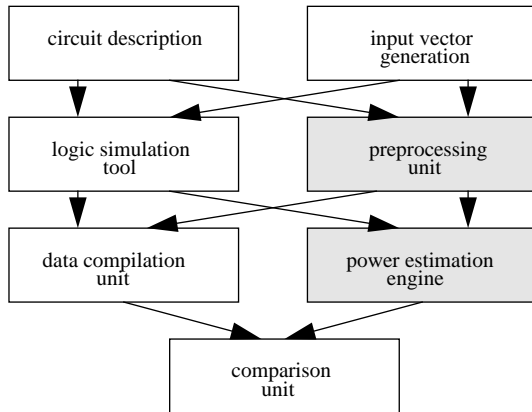 circuit description
input vector
generation
logic simulation
tool
preprocessing
unit
data compilation
unit
power estimation
engine
comparison
unit